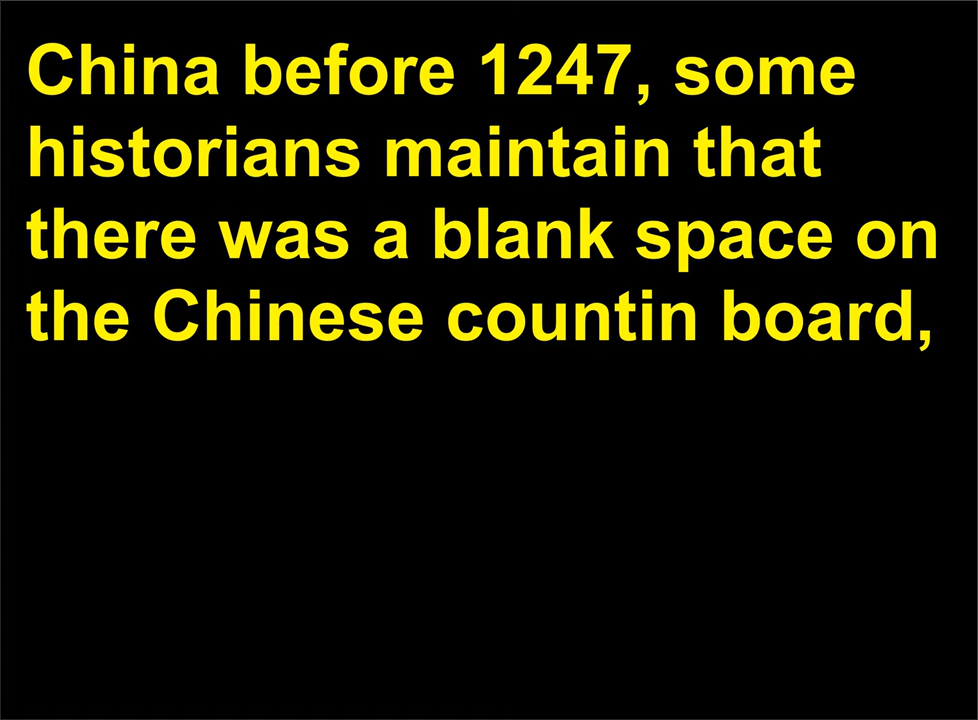 China before 1247, some
historians maintain that
there was a blank space on
the Chinese countin board,